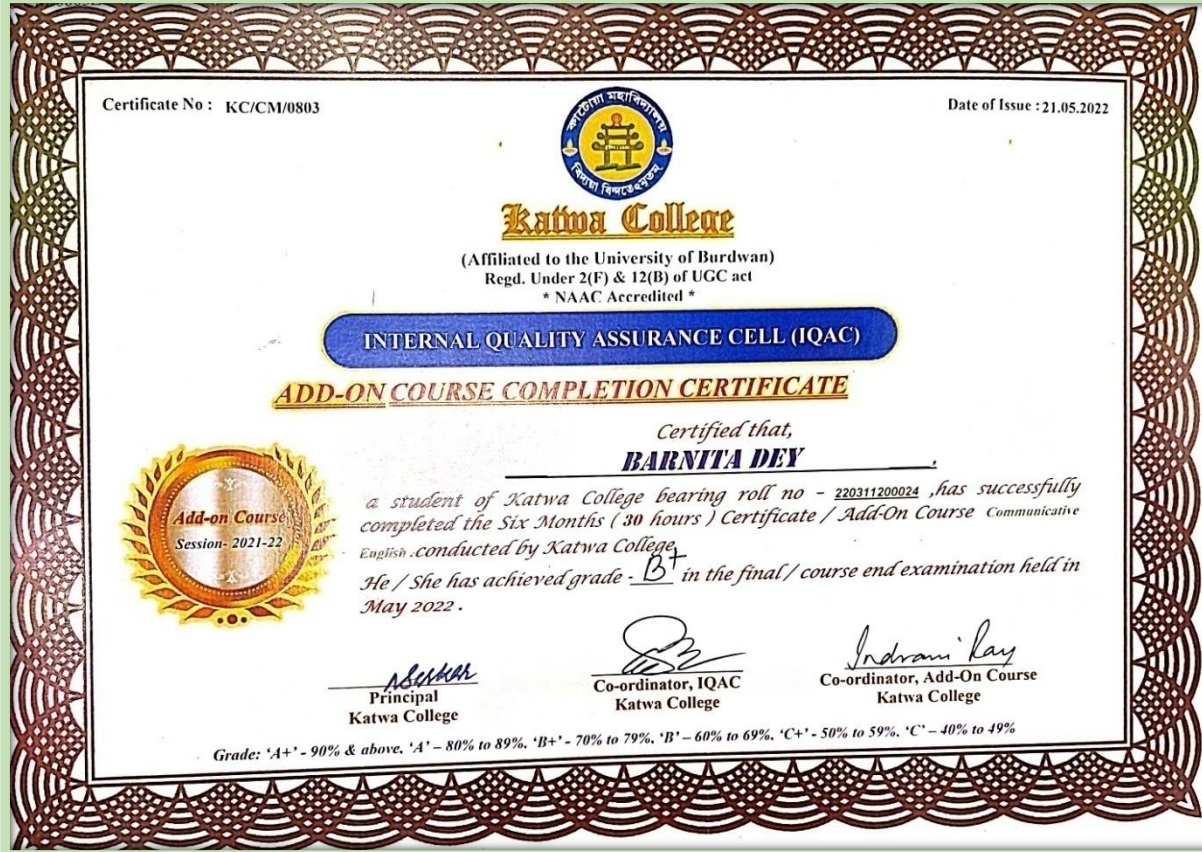 Certificate No : KC/CM/0803
Date of Issue : 21.05.2022
কাটোয়া মহাবিদ্যালয়
বিদ্যয়া বিন্দতেঽমৃতম্
Katwa College
(Affiliated to the University of Burdwan)
Regd. Under 2(F) & 12(B) of UGC act
* NAAC Accredited *
INTERNAL QUALITY ASSURANCE CELL (IQAC)
ADD-ON COURSE COMPLETION CERTIFICATE
Certified that,
BARNITA DEY,
a student of Katwa College bearing roll no - 220311200024 ,has successfully
completed the Six Months ( 30 hours ) Certificate / Add-On Course Communicative
English .conducted by Katwa College
He / She has achieved grade - B+ in the final / course end examination held in
May 2022 .
Add-on Course
Session- 2021-22
Principal
Katwa College
Co-ordinator, IQAC
Katwa College
Indrani Ray
Co-ordinator, Add-On Course
Katwa College
Grade: ‘A+’ - 90% & above, ‘A’ – 80% to 89%, ‘B+’ - 70% to 79%, ‘B’ – 60% to 69%, ‘C+’ - 50% to 59%, ‘C’ – 40% to 49%